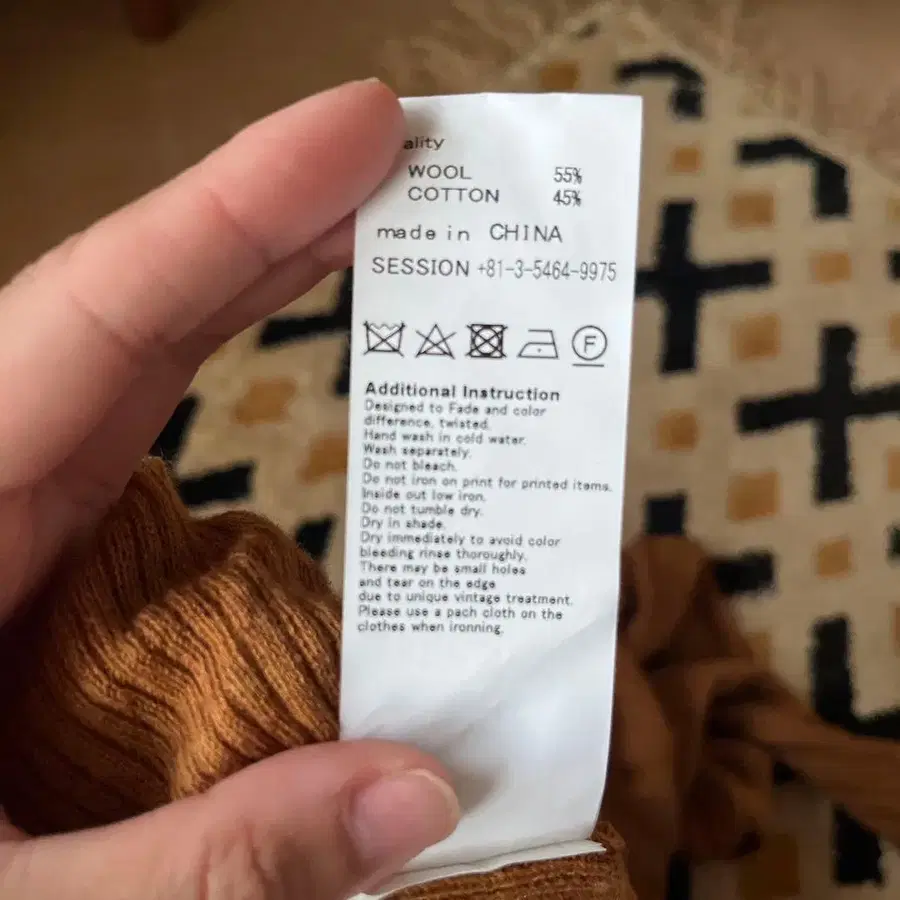 ality
WOOL 55%
COTTON 45%
made in CHINA
SESSION +81-3-5464-9975
F
Additional Instruction
Designed to Fade and color
difference, twisted.
Hand wash in cold water.
Wash separately.
Do not bleach.
Do not iron on print for printed items.
Inside out low iron.
Do not tumble dry.
Dry in shade.
Dry immediately to avoid color
bleeding rinse thoroughly.
There may be small holes
and tear on the edge
due to unique vintage treatment.
Please use a pach cloth on the
clothes when ironning.